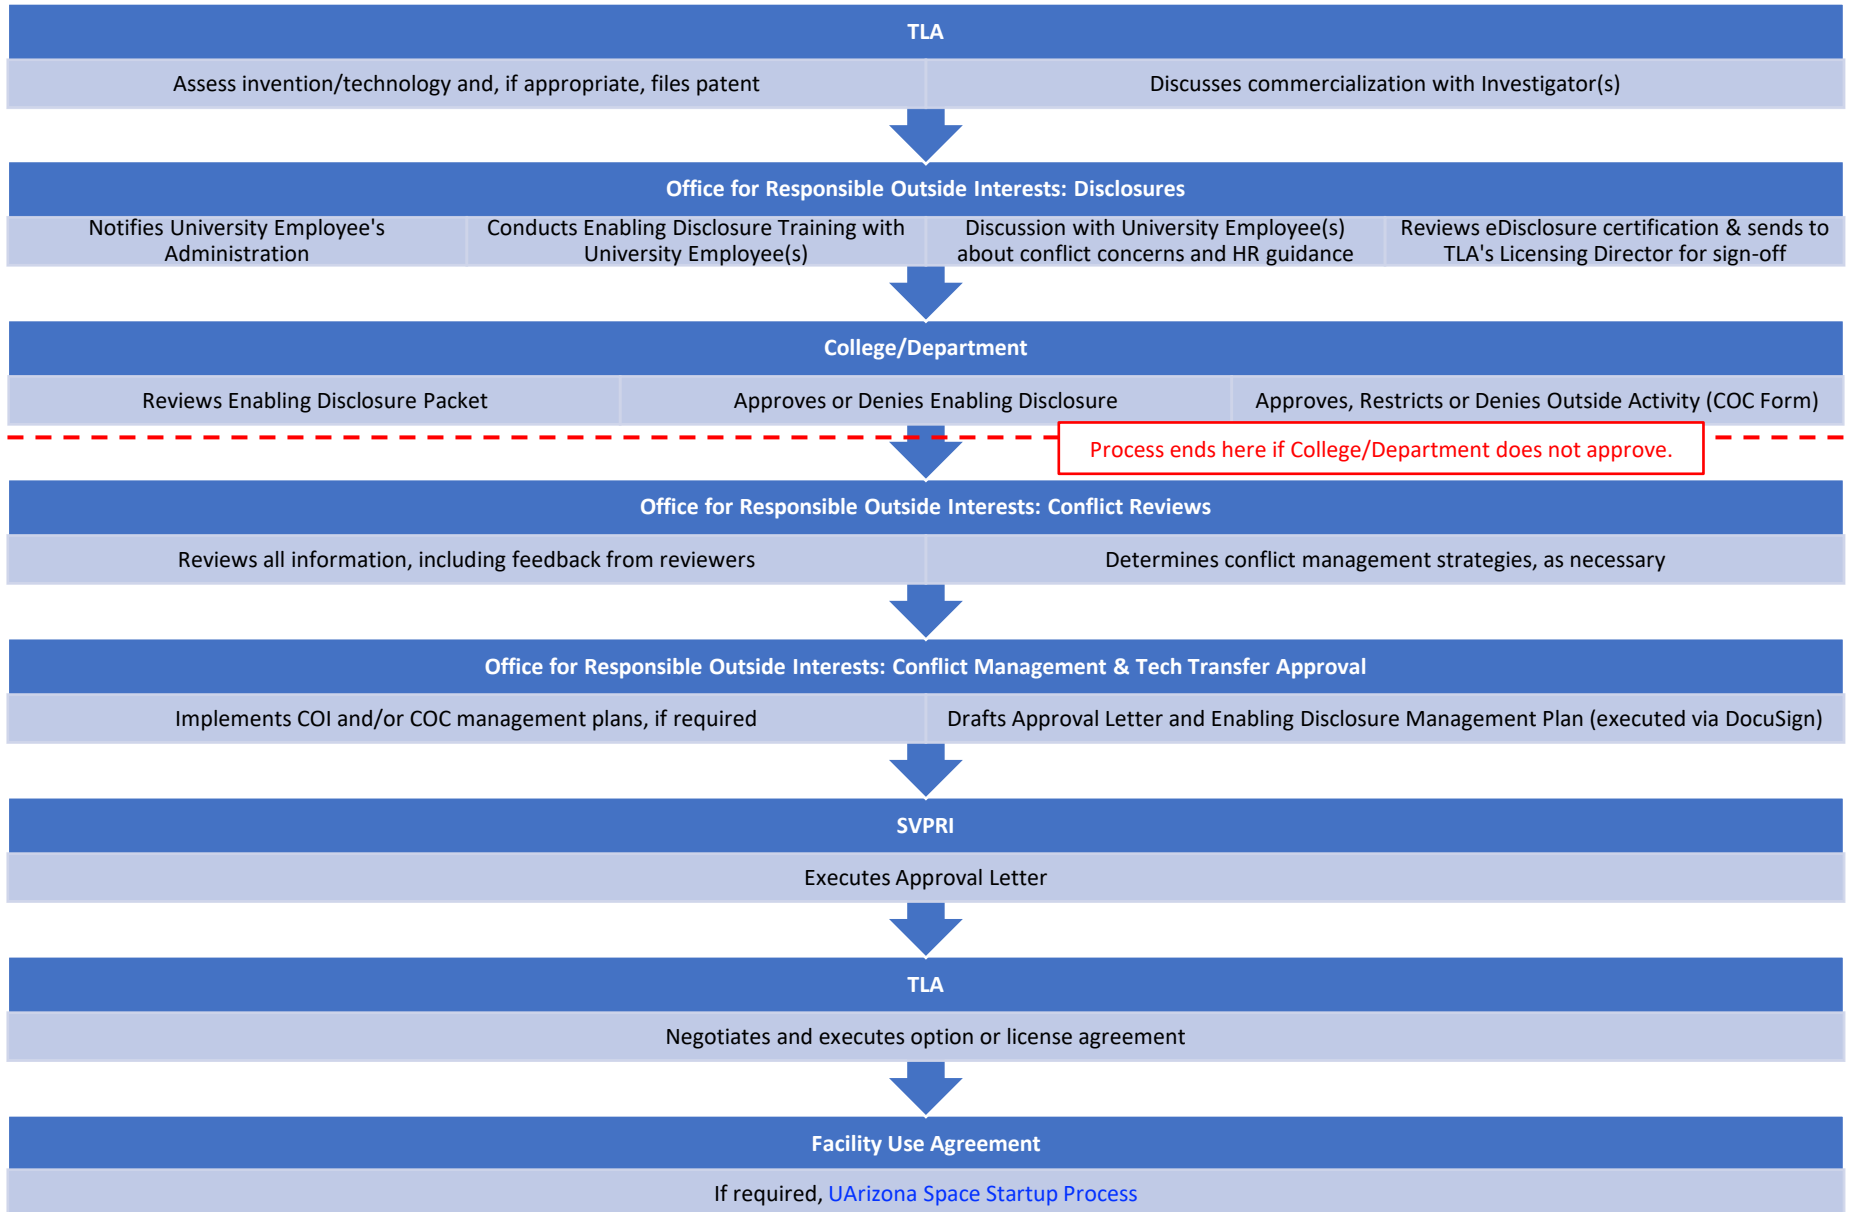 TLA
Assess invention/technology and, if appropriate, files patent
Discusses commercialization with Investigator(s)
Office for Responsible Outside Interests: Disclosures
Notifies University Employee's
Administration
Conducts Enabling Disclosure Training with
University Employee(s)
Discussion with University Employee(s)
about conflict concerns and HR guidance
Reviews eDisclosure certification & sends to
TLA's Licensing Director for sign-off
College/Department
Reviews Enabling Disclosure Packet
Approves or Denies Enabling Disclosure
Approves, Restricts or Denies Outside Activity (COC Form)
Process ends here if College/Department does not approve.
Office for Responsible Outside Interests: Conflict Reviews
Reviews all information, including feedback from reviewers
Determines conflict management strategies, as necessary
Office for Responsible Outside Interests: Conflict Management & Tech Transfer Approval
Implements COI and/or COC management plans, if required
Drafts Approval Letter and Enabling Disclosure Management Plan (executed via DocuSign)
SVPRI
Executes Approval Letter
TLA
Negotiates and executes option or license agreement
Facility Use Agreement
If required, UArizona Space Startup Process